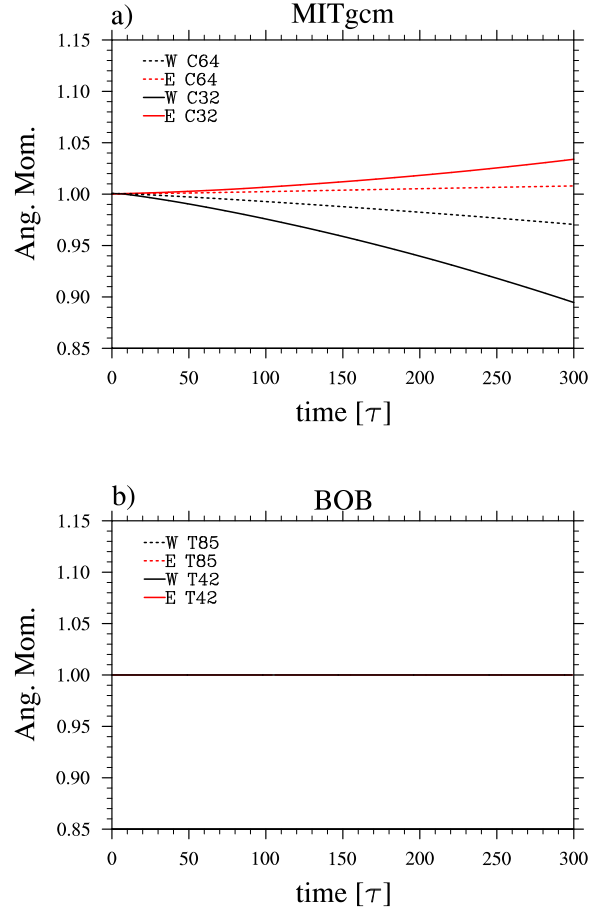 a)
MITgcm
W C64
E C64
W C32
E C32
Ang. Mom.
1.15
1.10
1.05
1.00
0.95
0.90
0.85
0 50 100 150 200 250 300
time [τ]
b)
BOB
W T85
E T85
W T42
E T42
Ang. Mom.
1.15
1.10
1.05
1.00
0.95
0.90
0.85
0 50 100 150 200 250 300
time [τ]